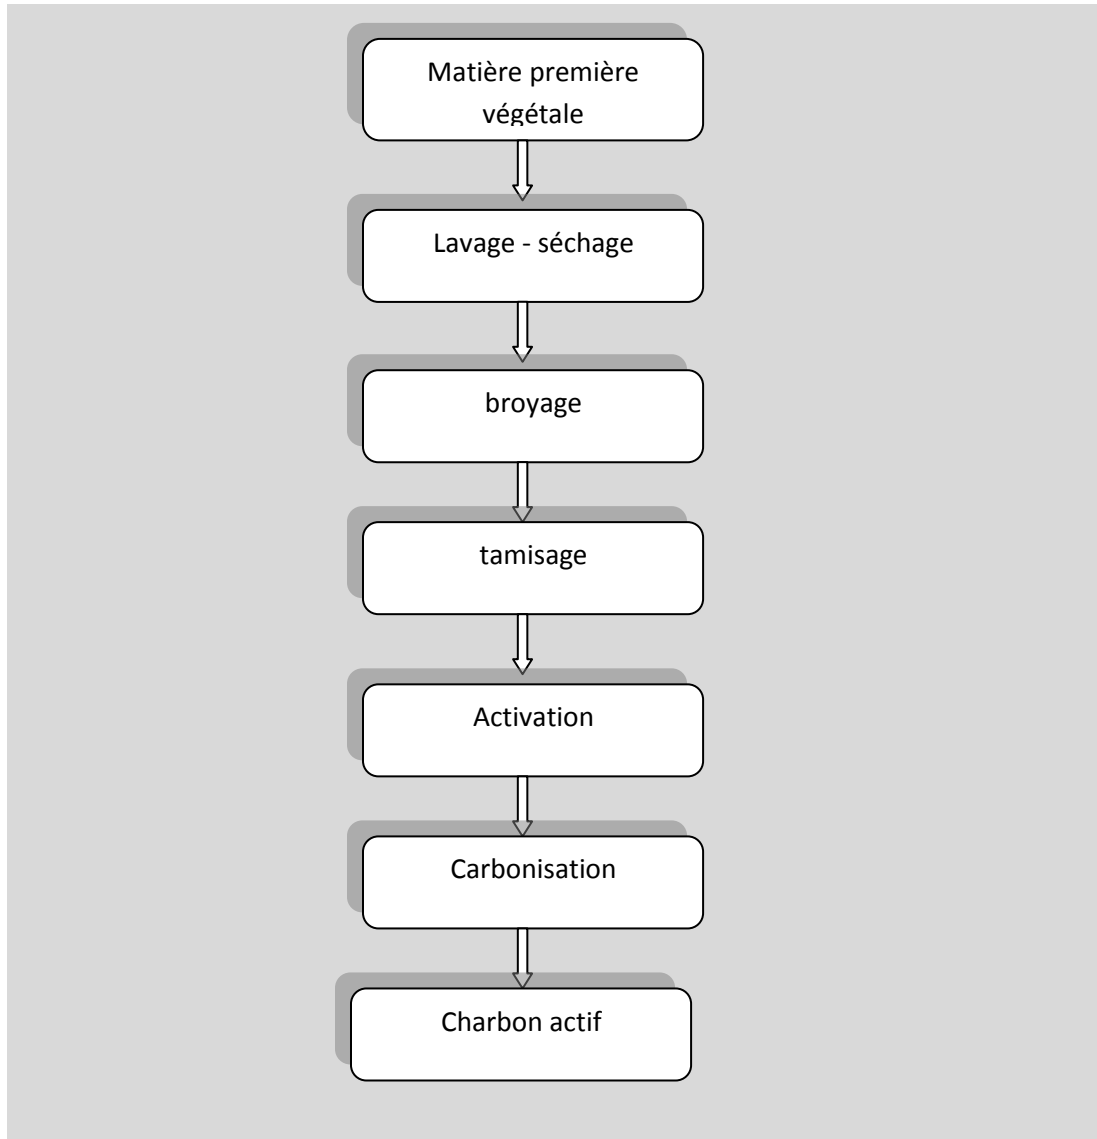 Matière première
végétale
Lavage - séchage
broyage
tamisage
Activation
Carbonisation
Charbon actif